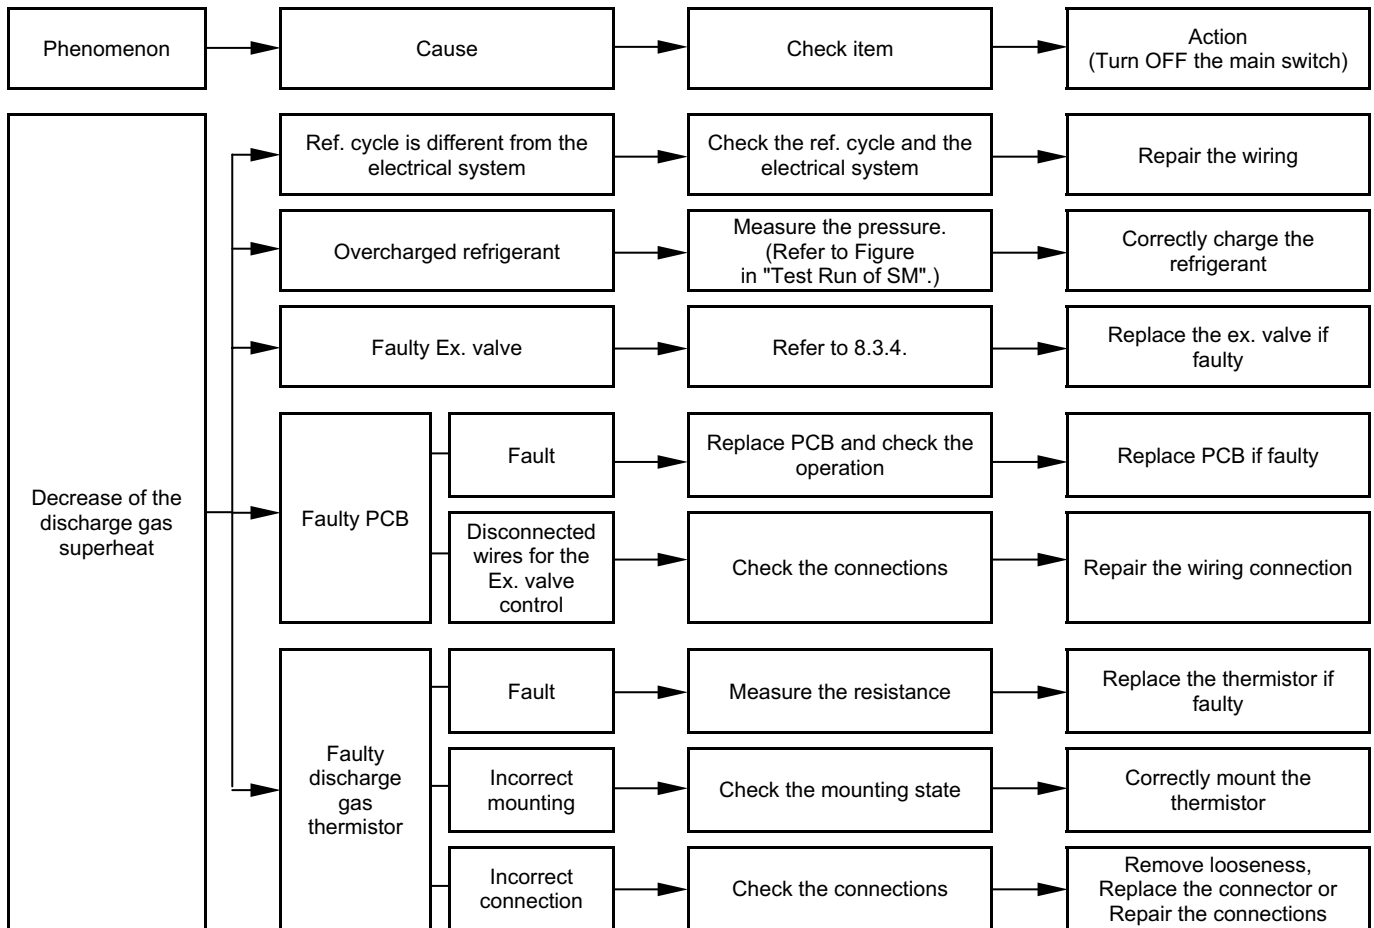 Phenomenon
Cause
Check item
Action
(Turn OFF the main switch)
Decrease of the
discharge gas
superheat
Ref. cycle is different from the
electrical system
Check the ref. cycle and the
electrical system
Repair the wiring
Overcharged refrigerant
Measure the pressure.
(Refer to Figure
in "Test Run of SM".)
Correctly charge the
refrigerant
Faulty Ex. valve
Refer to 8.3.4.
Replace the ex. valve if
faulty
Faulty PCB
Fault
Replace PCB and check the
operation
Replace PCB if faulty
Disconnected
wires for the
Ex. valve
control
Check the connections
Repair the wiring connection
Faulty
discharge
gas
thermistor
Fault
Measure the resistance
Replace the thermistor if
faulty
Incorrect
mounting
Check the mounting state
Correctly mount the
thermistor
Incorrect
connection
Check the connections
Remove looseness,
Replace the connector or
Repair the connections